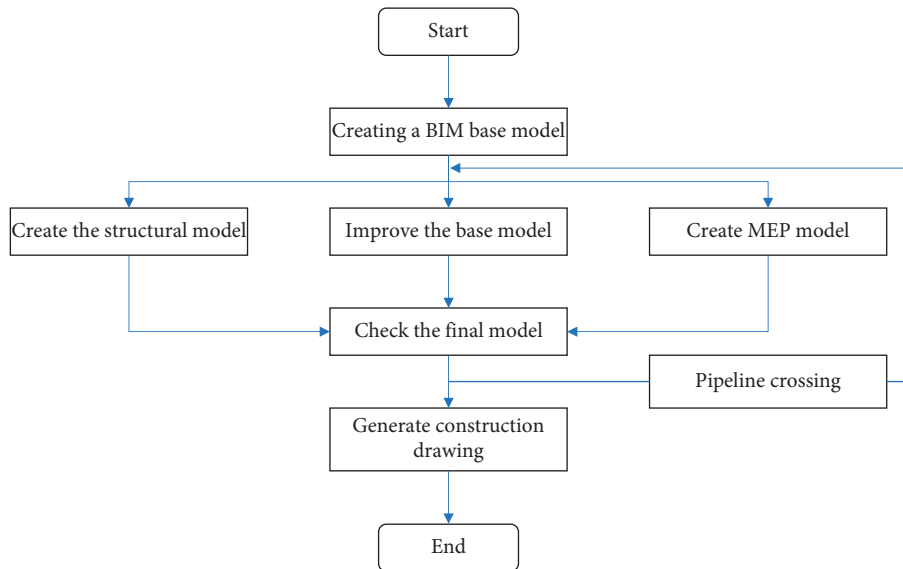 Start
Creating a BIM base model
Create the structural model
Improve the base model
Create MEP model
Check the final model
Pipeline crossing
Generate construction
drawing
End